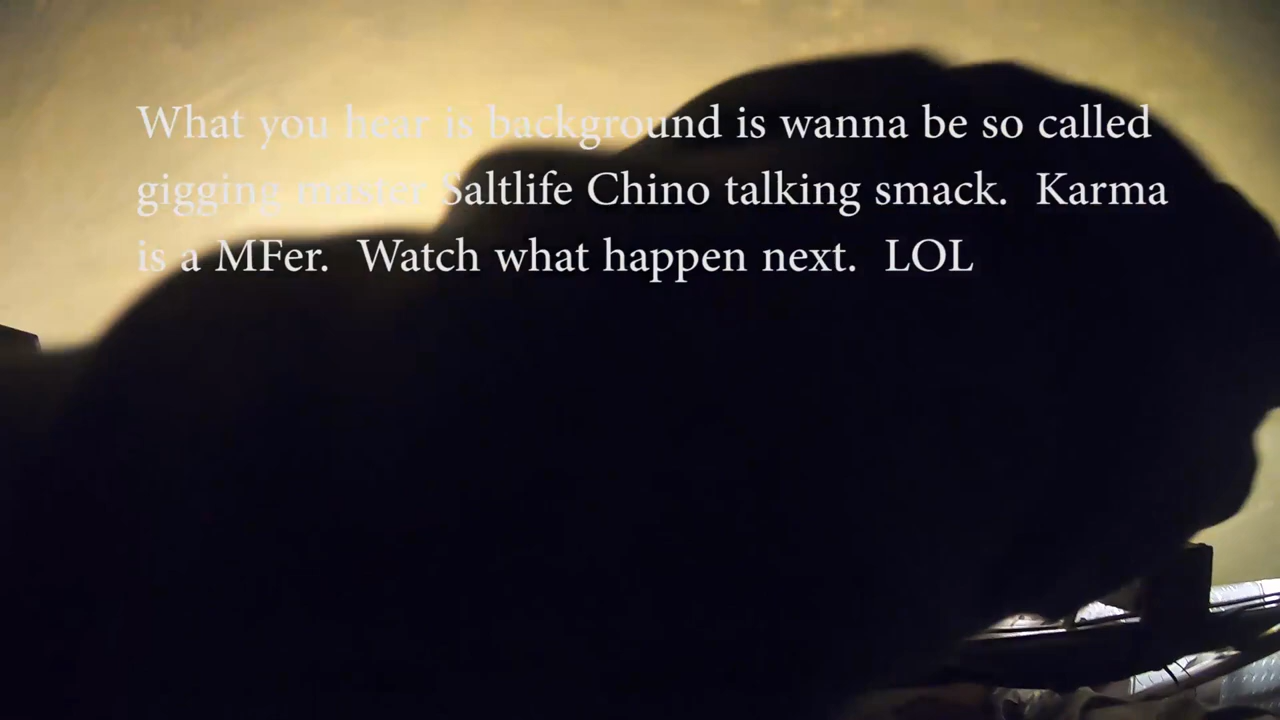 What you hear is background is wanna be so called
gigging master Saltlife Chino talking smack.  Karma
is a MFer.  Watch what happen next.  LOL